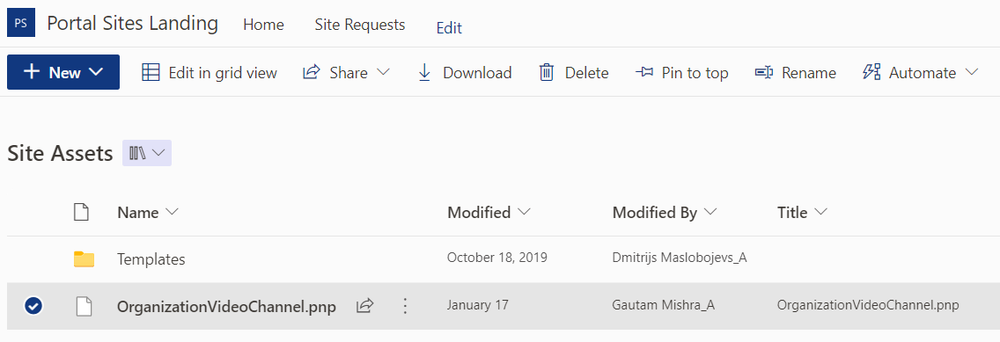 PS Portal Sites Landing Home Site Requests Edit
New Edit in grid view Share Download Delete Pin to top Rename Automate
Site Assets
Name Modified Modified By Title
Templates October 18, 2019 Dmitrijs Maslobojevs_A
OrganizationVideoChannel.pnp January 17 Gautam Mishra_A OrganizationVideoChannel.pnp